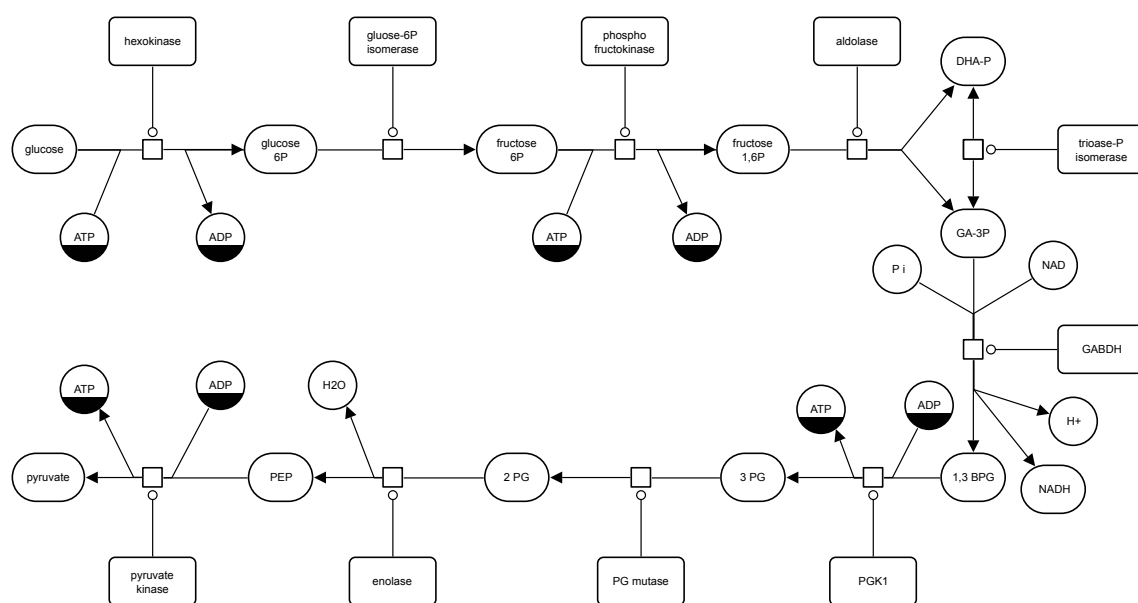 hexokinase
gluose-6P
isomerase
phospho
fructokinase
aldolase
DHA-P
glucose
glucose
6P
fructose
6P
fructose
1,6P
trioase-P
isomerase
ATP
ADP
ATP
ADP
GA-3P
P i
NAD
GABDH
ATP
ADP
H2O
ATP
ADP
H+
pyruvate
PEP
2 PG
3 PG
1,3 BPG
NADH
pyruvate
kinase
enolase
PG mutase
PGK1